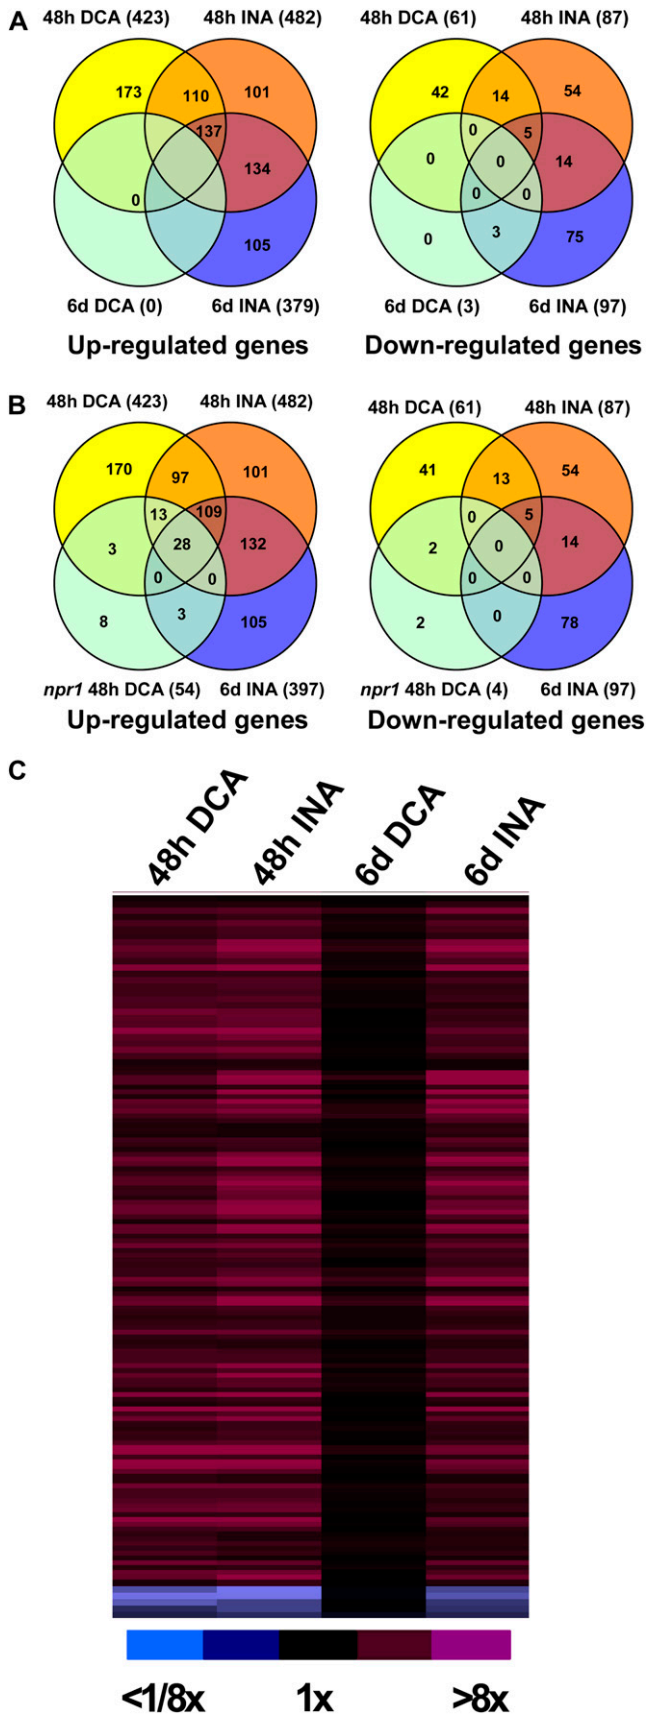 A
48h DCA (423) 48h INA (482) 48h DCA (61) 48h INA (87)
173 110 101 42 14 54
137 0 5
134 0 0 14
0 0 0
105 0 3 75
6d DCA (0) 6d INA (379) 6d DCA (3) 6d INA (97)
Up-regulated genes Down-regulated genes
B
48h DCA (423) 48h INA (482) 48h DCA (61) 48h INA (87)
170 97 101 41 13 54
13 109 0 5
3 28 132 2 0 14
0 0 0 0
8 3 105 2 0 78
npr1 48h DCA (54) 6d INA (397) npr1 48h DCA (4) 6d INA (97)
Up-regulated genes Down-regulated genes
C
48h DCA 48h INA 6d DCA 6d INA
<1/8x 1x >8x